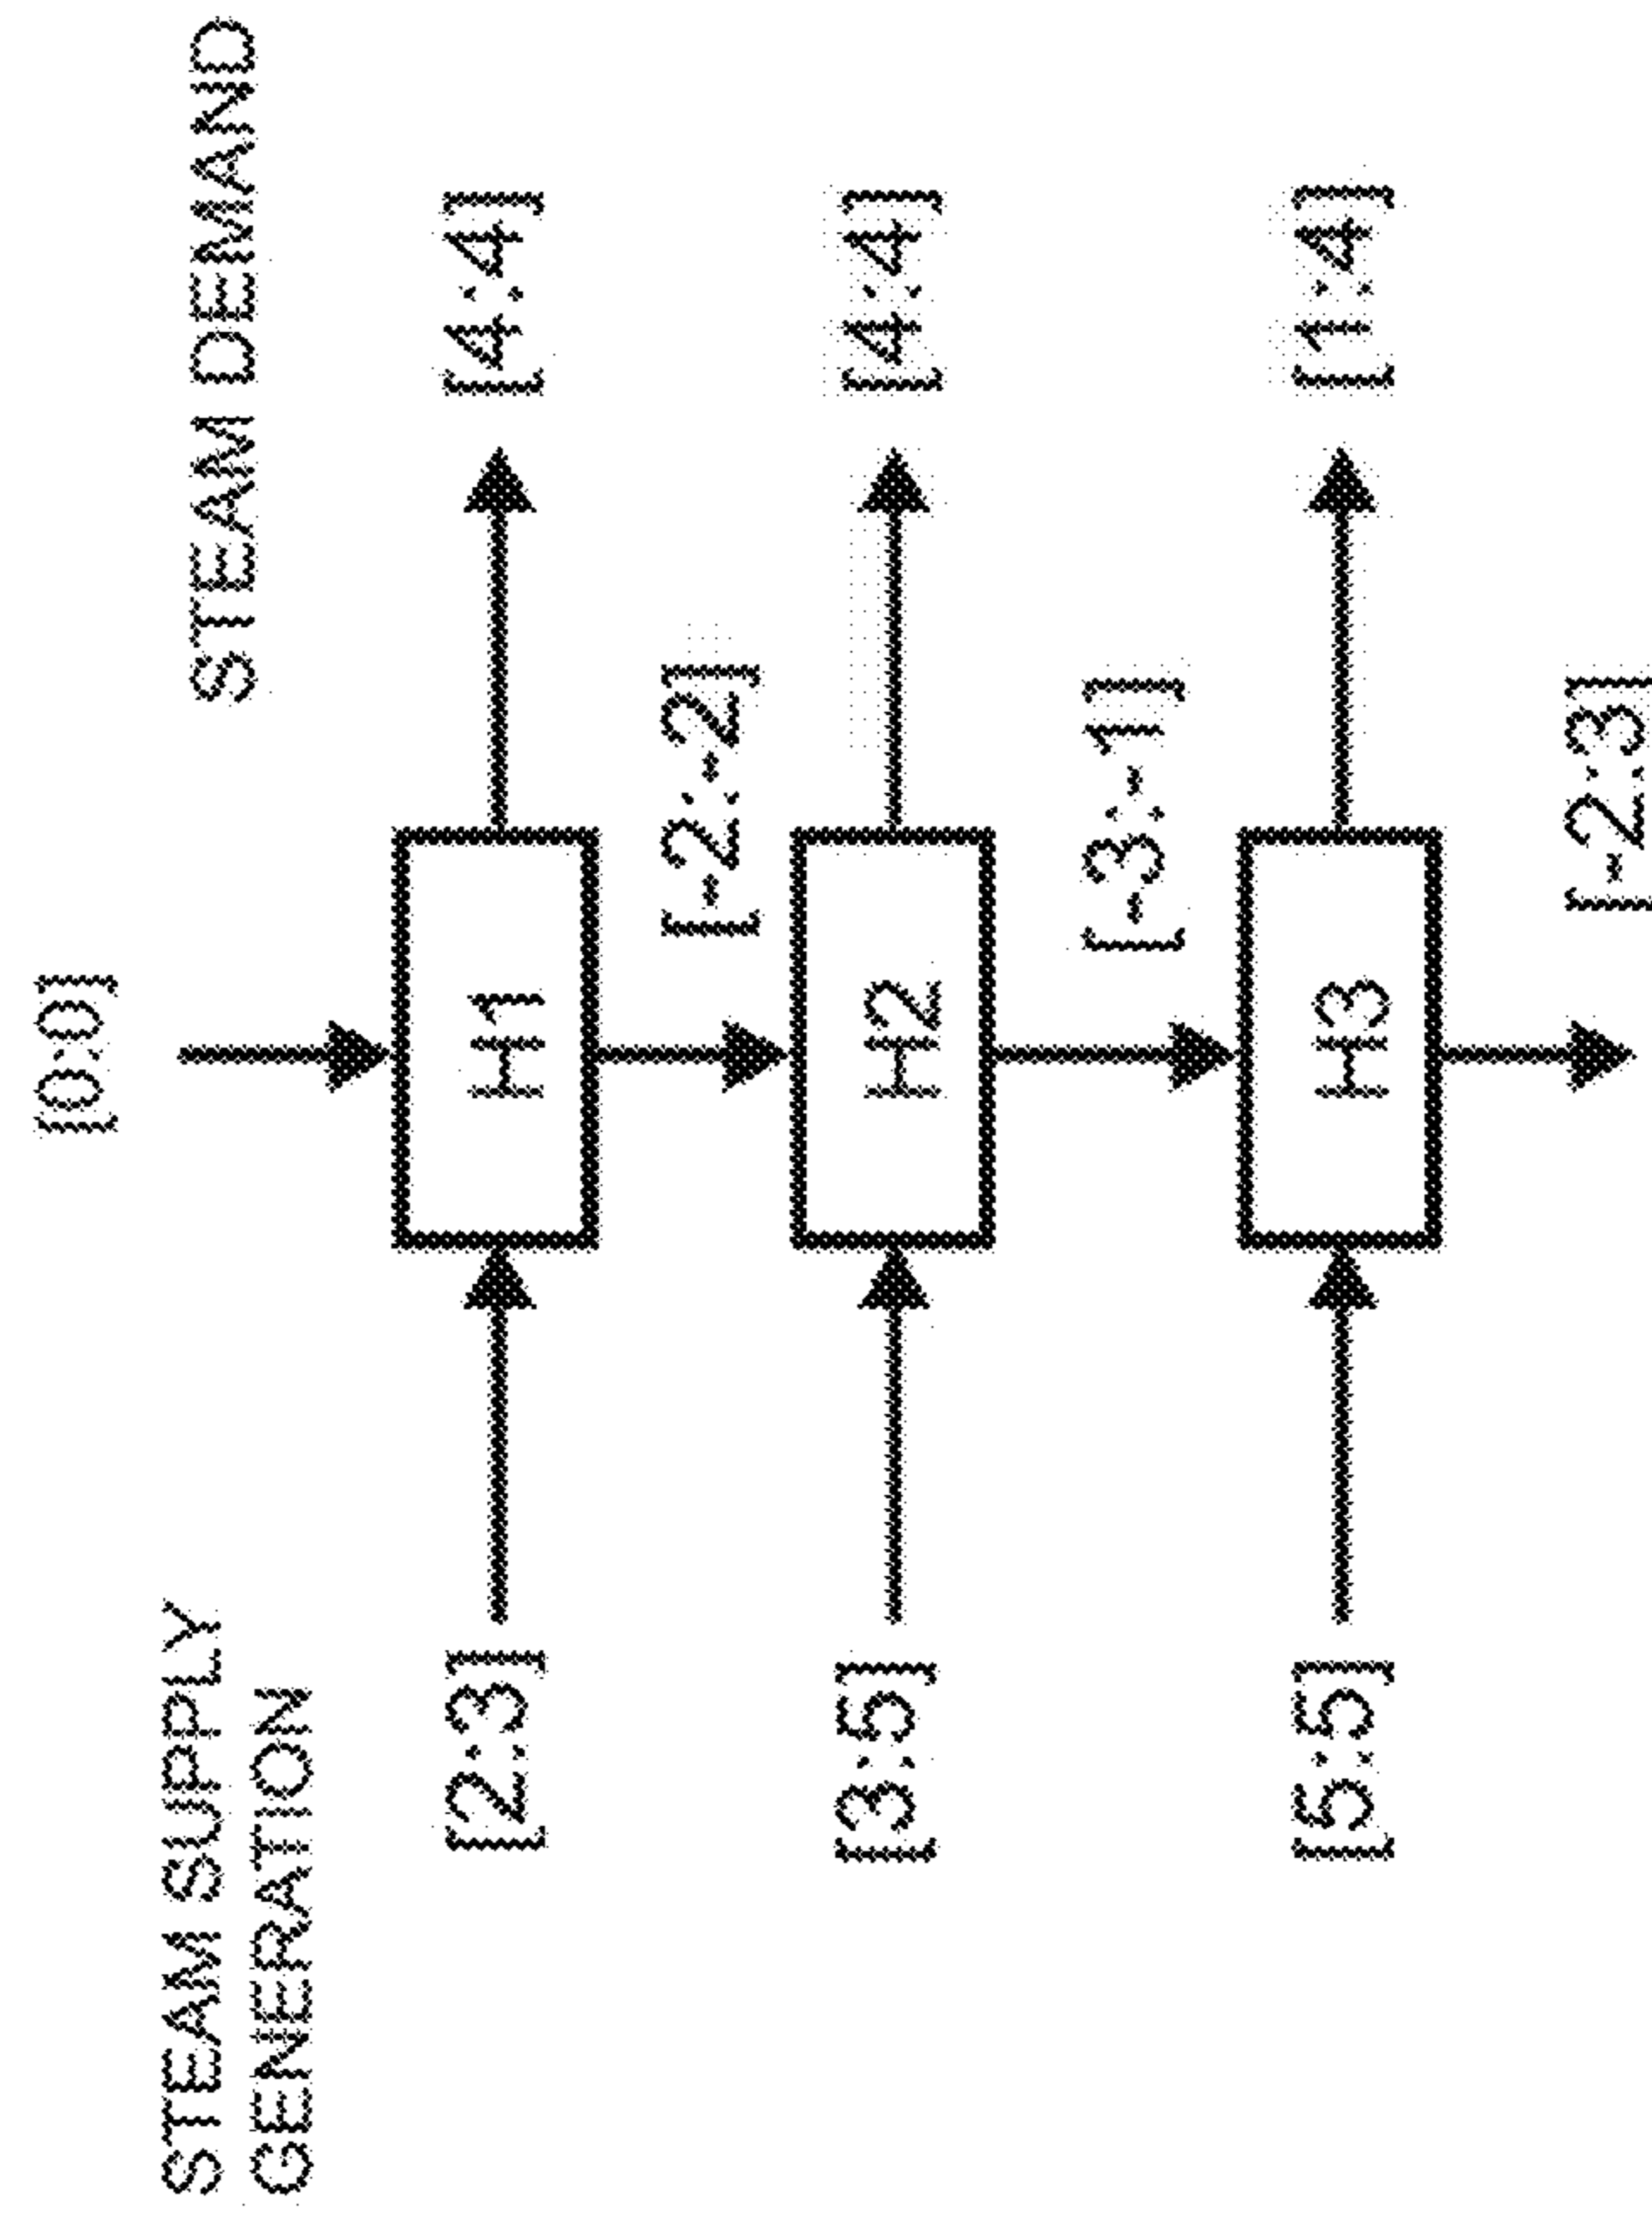 [0:0]
STEAM SUPPLY
GENERATION
STEAM DEMAND
[2:3]
H1
[4:4]
[-2:-2]
[3:5]
H2
[4:4]
[-3:-1]
[5:5]
H3
[1:4]
[-2:3]